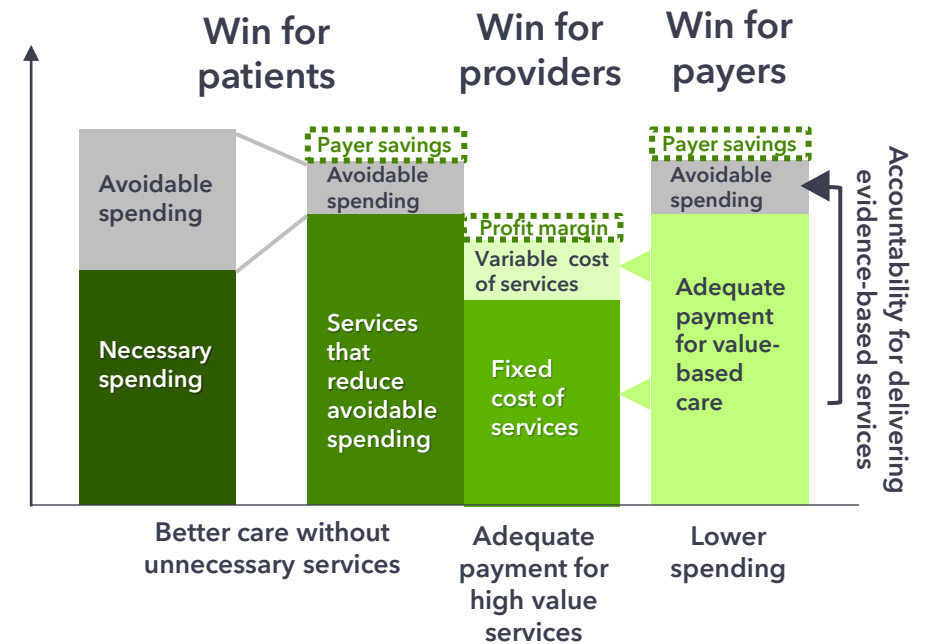 Win for
patients
Win for
providers
Win for
payers
Avoidable
spending
Necessary
spending
Payer savings
Avoidable
spending
Services
that
reduce
avoidable
spending
Profit margin
Variable cost
of services
Fixed
cost of
services
Payer savings
Avoidable
spending
Adequate
payment
for value-
based
care
Accountability for delivering
evidence-based services
Better care without
unnecessary services
Adequate
payment for
high value
services
Lower
spending